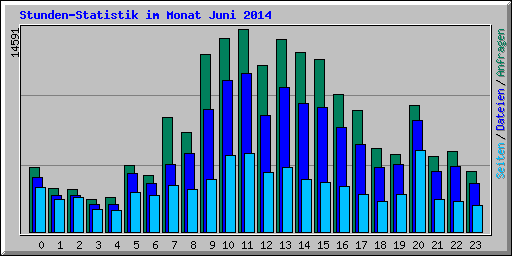 Stunden-Statistik im Monat Juni 2014
14591
Seiten / Dateien / Anfragen
0 1 2 3 4 5 6 7 8 9 10 11 12 13 14 15 16 17 18 19 20 21 22 23